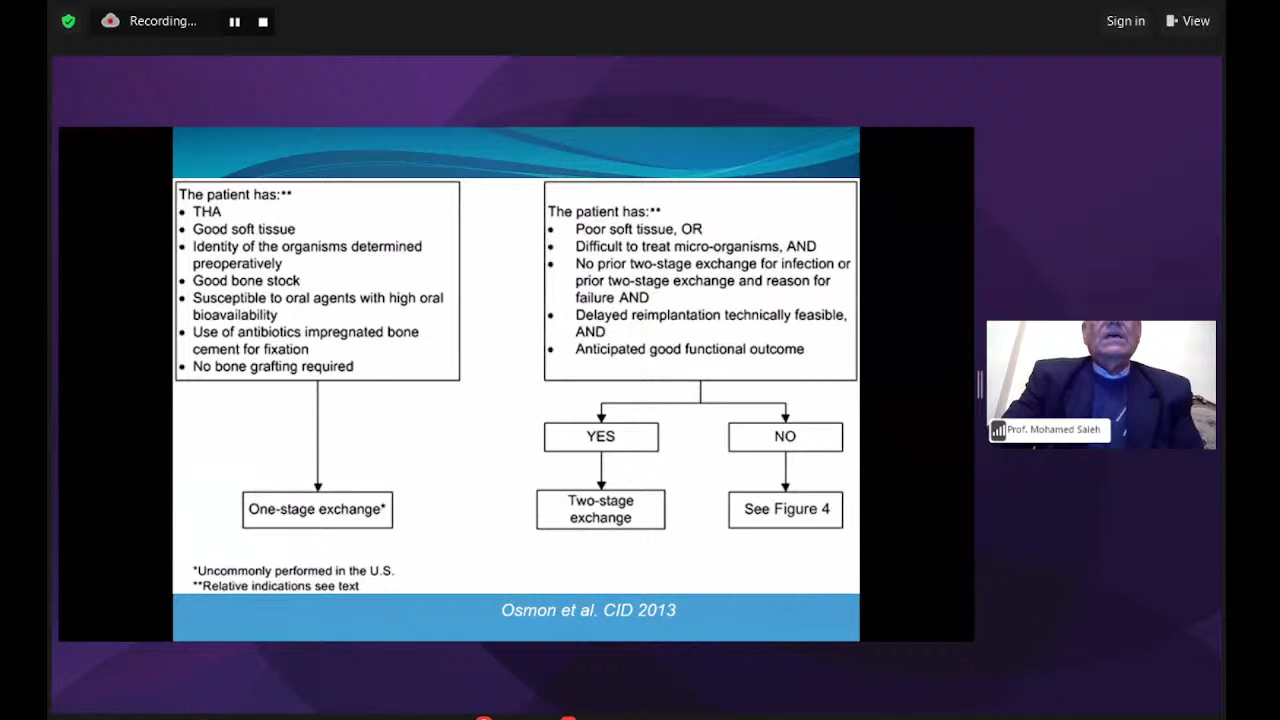 Recording...
Sign in
View
The patient has:**
• THA
• Good soft tissue
• Identity of the organisms determined
preoperatively
• Good bone stock
• Susceptible to oral agents with high oral
bioavailability
• Use of antibiotics impregnated bone
cement for fixation
• No bone grafting required
One-stage exchange*
The patient has:**
• Poor soft tissue, OR
• Difficult to treat micro-organisms, AND
• No prior two-stage exchange for infection or
prior two-stage exchange and reason for
failure AND
• Delayed reimplantation technically feasible,
AND
• Anticipated good functional outcome
YES
NO
Two-stage
exchange
See Figure 4
*Uncommonly performed in the U.S.
**Relative indications see text
Osmon et al. CID 2013
Prof. Mohamed Saleh